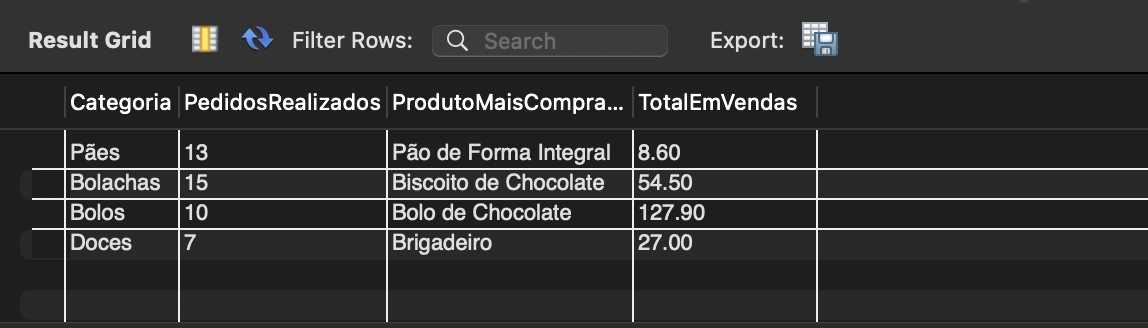 Result Grid Filter Rows: Search Export:
Categoria PedidosRealizados ProdutoMaisCompra... TotalEmVendas
Pães 13 Pão de Forma Integral 8.60
Bolachas 15 Biscoito de Chocolate 54.50
Bolos 10 Bolo de Chocolate 127.90
Doces 7 Brigadeiro 27.00